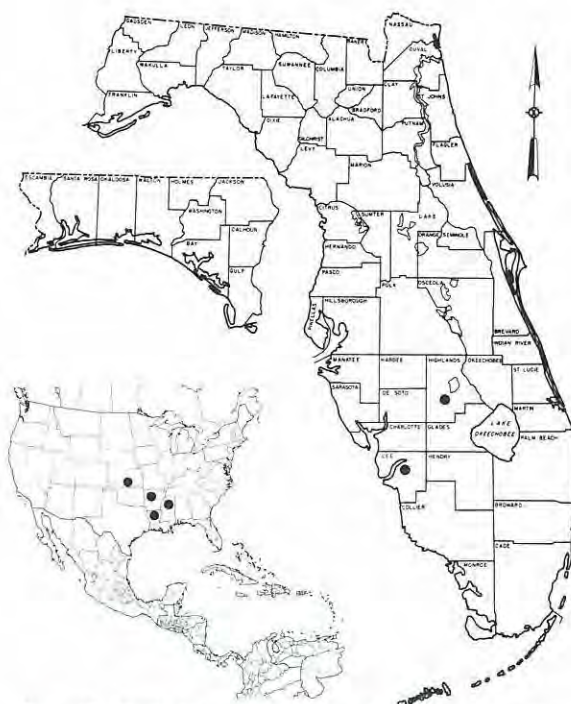 NASSAU
GADSDEN
LEON
JEFFERSON
MADISON
HAMILTON
BAKER
DUVAL
LIBERTY
WAKULLA
TAYLOR
SUWANNEE
COLUMBIA
UNION
CLAY
ST JOHNS
FRANKLIN
LAFAYETTE
BRADFORD
ALACHUA
PUTNAM
DIXIE
GILCHRIST
FLAGLER
LEVY
MARION
VOLUSIA
ESCAMBIA
SANTA ROSA
OKALOOSA
WALTON
HOLMES
JACKSON
WASHINGTON
CALHOUN
BAY
GULF
CITRUS
SUMTER
LAKE
ORANGE
SEMINOLE
HERNANDO
PASCO
POLK
OSCEOLA
PINELLAS
HILLSBOROUGH
BREVARD
INDIAN RIVER
MANATEE
HARDEE
HIGHLANDS
OKEECHOBEE
ST LUCIE
SARASOTA
DE SOTO
MARTIN
CHARLOTTE
GLADES
LAKE
OKEECHOBEE
PALM BEACH
LEE
HENDRY
COLLIER
BROWARD
DADE
MONROE